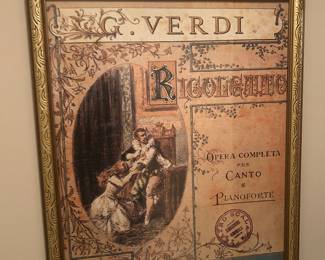 G. VERDI
RIGOLETTO
OPERA COMPLETA
PER
CANTO
E
PIANOFORTE